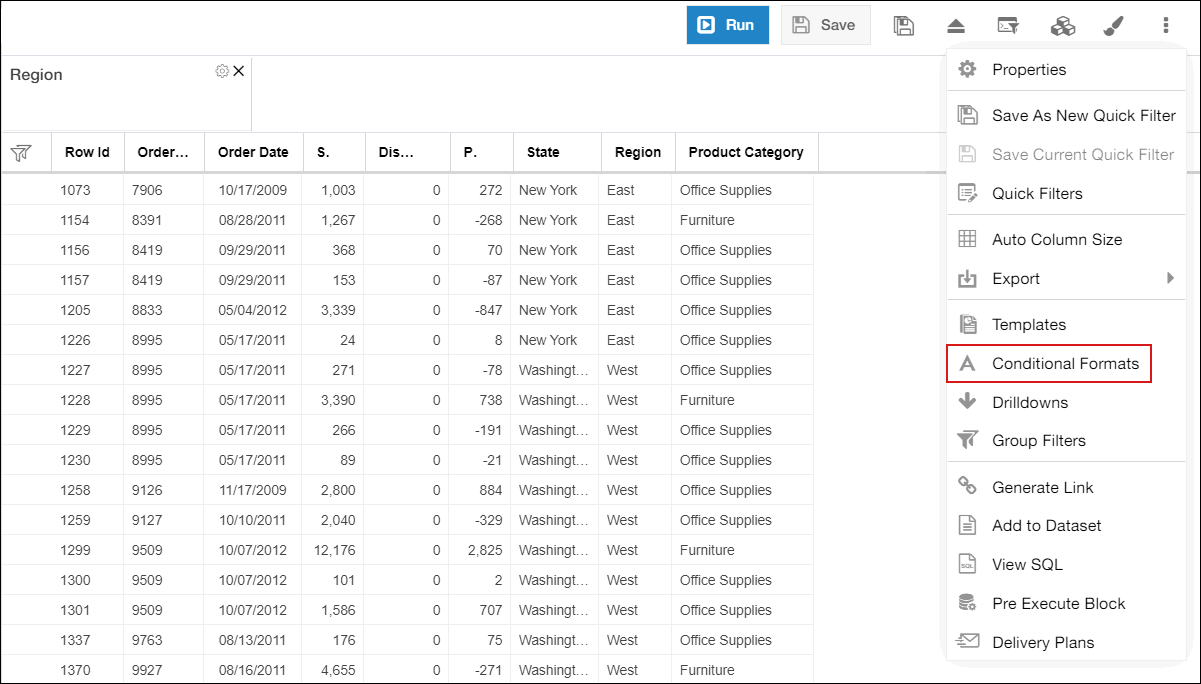 Run Save
Region
Properties
Save As New Quick Filter
Save Current Quick Filter
Quick Filters
Auto Column Size
Export
Templates
Conditional Formats
Drilldowns
Group Filters
Generate Link
Add to Dataset
SQL View SQL
Pre Execute Block
Delivery Plans
Row Id Order... Order Date S. Dis... P. State Region Product Category
1073 7906 10/17/2009 1,003 0 272 New York East Office Supplies
1154 8391 08/28/2011 1,267 0 -268 New York East Furniture
1156 8419 09/29/2011 368 0 70 New York East Office Supplies
1157 8419 09/29/2011 153 0 -87 New York East Office Supplies
1205 8833 05/04/2012 3,339 0 -847 New York East Office Supplies
1226 8995 05/17/2011 24 0 8 New York East Office Supplies
1227 8995 05/17/2011 271 0 -78 Washingt... West Office Supplies
1228 8995 05/17/2011 3,390 0 738 Washingt... West Furniture
1229 8995 05/17/2011 266 0 -191 Washingt... West Office Supplies
1230 8995 05/17/2011 89 0 -21 Washingt... West Office Supplies
1258 9126 11/17/2009 2,800 0 884 Washingt... West Office Supplies
1259 9127 10/10/2011 2,040 0 -329 Washingt... West Office Supplies
1299 9509 10/07/2012 12,176 0 2,825 Washingt... West Furniture
1300 9509 10/07/2012 101 0 2 Washingt... West Office Supplies
1301 9509 10/07/2012 1,586 0 707 Washingt... West Office Supplies
1337 9763 08/13/2011 176 0 75 Washingt... West Office Supplies
1370 9927 08/16/2011 4,655 0 -271 Washingt... West Furniture